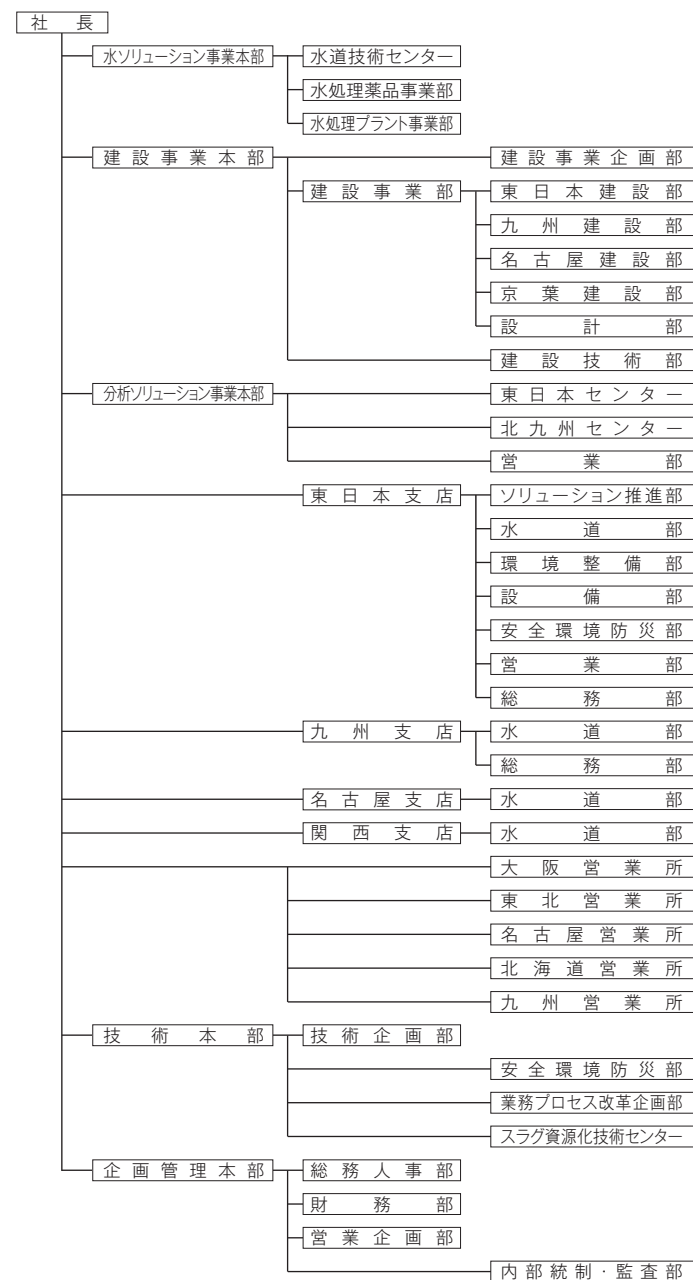 社長
水ソリューション事業本部 水道技術センター
水処理薬品事業部
水処理プラント事業部
建設事業本部 建設事業企画部
建設事業部 東日本建設部
九州建設部
名古屋建設部
京葉建設部
設計部
建設技術部
分析ソリューション事業本部 東日本センター
北九州センター
営業部
東日本支店 ソリューション推進部
水道部
環境整備部
設備部
安全環境防災部
営業部
総務部
九州支店 水道部
総務部
名古屋支店 水道部
関西支店 水道部
大阪営業所
東北営業所
名古屋営業所
北海道営業所
九州営業所
技術本部 技術企画部
安全環境防災部
業務プロセス改革企画部
スラグ資源化技術センター
企画管理本部 総務人事部
財務部
営業企画部
内部統制・監査部